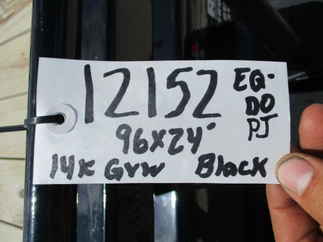 12152 EQ-
DO
PJ
96x24'
14K Gvw Black